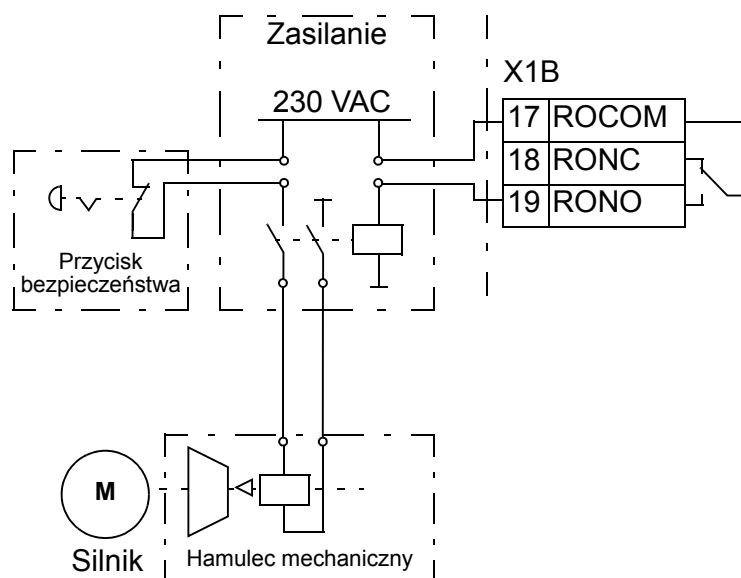 Zasilanie
230 VAC
X1B
17 ROCOM
18 RONC
19 RONO
Przycisk
bezpieczeństwa
M
Silnik
Hamulec mechaniczny